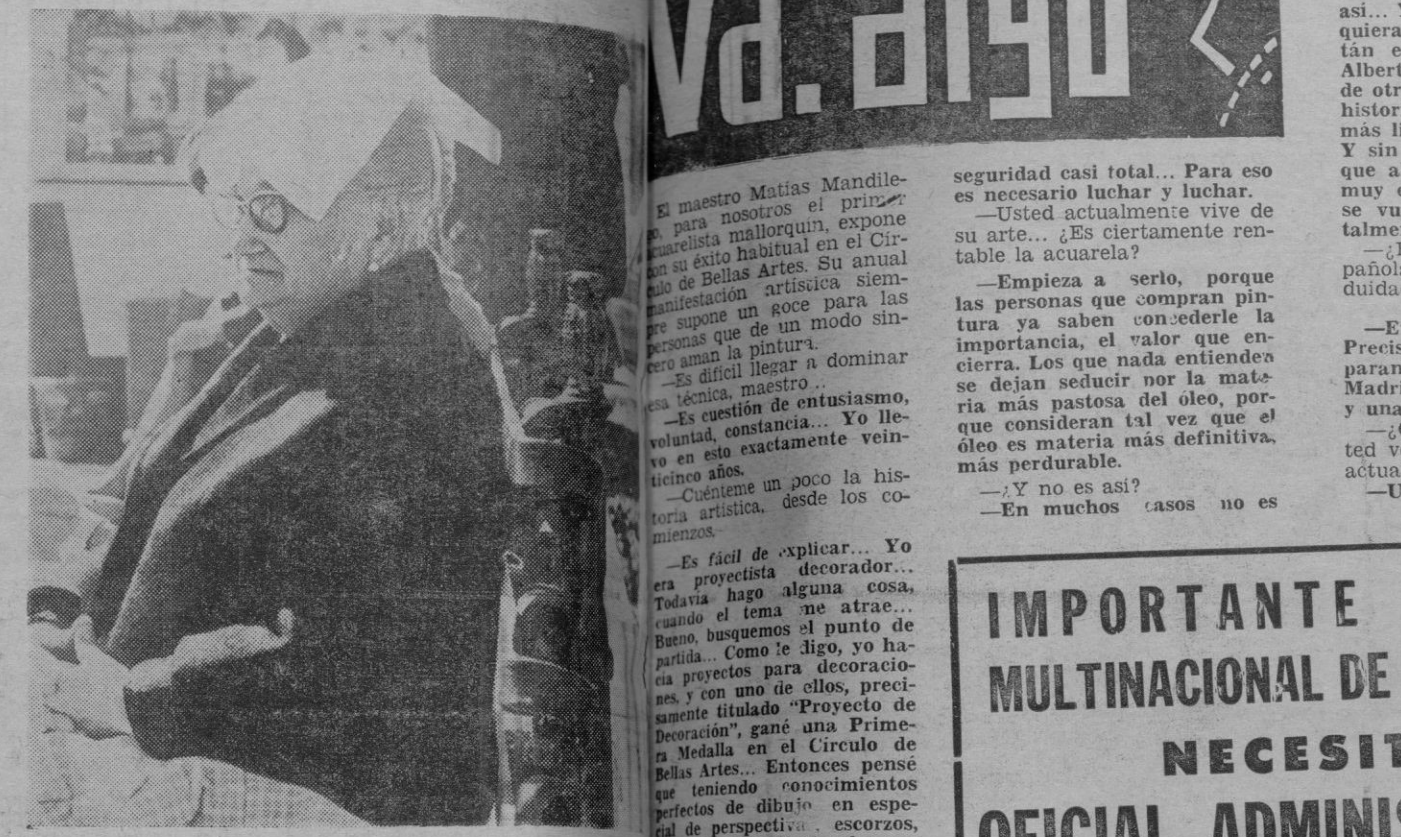 Vd. algo
El maestro Matías Mandile-
go, para nosotros el primer
acuarelista mallorquín, expone
con su éxito habitual en el Cír-
culo de Bellas Artes. Su anual
manifestación artística siem-
pre supone un goce para las
personas que de un modo sin-
cero aman la pintura.
—Es difícil llegar a dominar
esa técnica, maestro...
—Es cuestión de entusiasmo,
voluntad, constancia... Yo lle-
vo en esto exactamente vein-
ticinco años.
—Cuénteme un poco la his-
toria artística, desde los co-
mienzos.
—Es fácil de explicar... Yo
era proyectista decorador...
Todavía hago alguna cosa,
cuando el tema me atrae...
Bueno, busquemos el punto de
partida... Como le digo, yo ha-
cía proyectos para decoracio-
nes, y con uno de ellos, preci-
samente titulado "Proyecto de
Decoración", gané una Prime-
ra Medalla en el Círculo de
Bellas Artes... Entonces pensé
que teniendo conocimientos
perfectos de dibujo en espe-
cial de perspectiva, escorzos,
seguridad casi total... Para eso
es necesario luchar y luchar.
—Usted actualmente vive de
su arte... ¿Es ciertamente ren-
table la acuarela?
—Empieza a serlo, porque
las personas que compran pin-
tura ya saben concederle la
importancia, el valor que en-
cierra. Los que nada entienden
se dejan seducir por la mate-
ria más pastosa del óleo, por-
que consideran tal vez que el
óleo es materia más definitiva,
más perdurable.
—¿Y no es así?
—En muchos casos no es
así... Y
quiera
tán e
Albert
de otr
histor
más li
Y sin
que a
muy e
se vu
talme
—¿
pañol
duida
—E
Precis
paran
Madri
y una
—¿
ted v
actua
—U
IMPORTANTE
MULTINACIONAL DE
NECESIT
OFICIAL ADMINIS